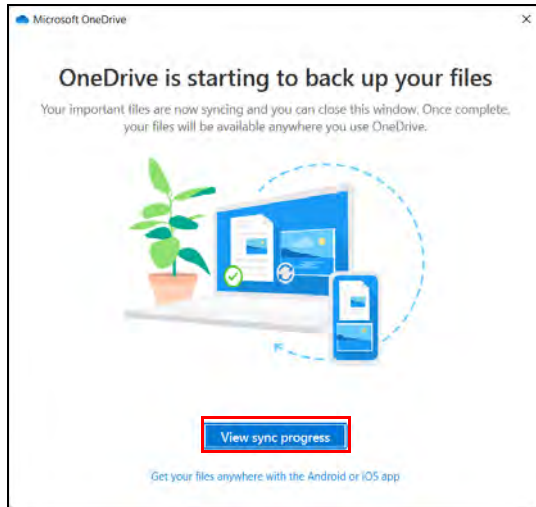 Microsoft OneDrive
OneDrive is starting to back up your files
Your important files are now syncing and you can close this window. Once complete,
your files will be available anywhere you use OneDrive.
View sync progress
Get your files anywhere with the Android or iOS app